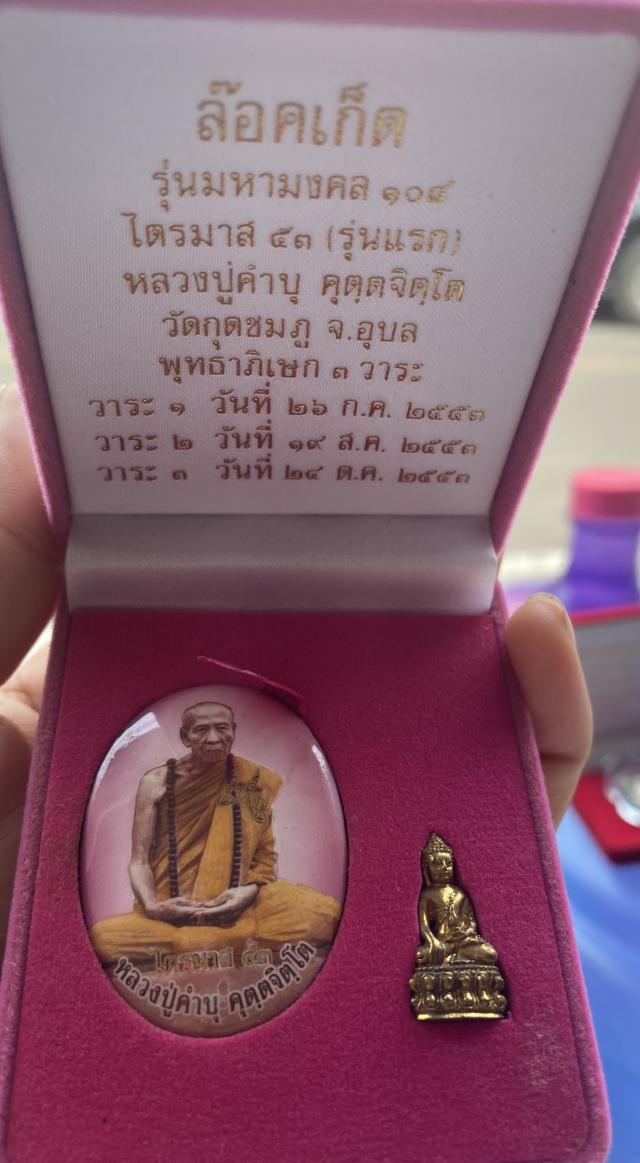 ล๊อคเก็ต
รุ่นมหามงคล ๑๐๘
ไตรมาส ๕๓ (รุ่นแรก)
หลวงปู่คำบุ คุตฺตจิตฺโต
วัดกุดชมภู จ.อุบล
พุทธาภิเษก ๓ วาระ
วาระ ๑ วันที่ ๒๖ ก.ค. ๒๕๕๓
วาระ ๒ วันที่ ๑๙ ส.ค. ๒๕๕๓
วาระ ๓ วันที่ ๒๔ ต.ค. ๒๕๕๓
ไตรมาส ๕๓
หลวงปู่คำบุ คุตฺตจิตฺโต